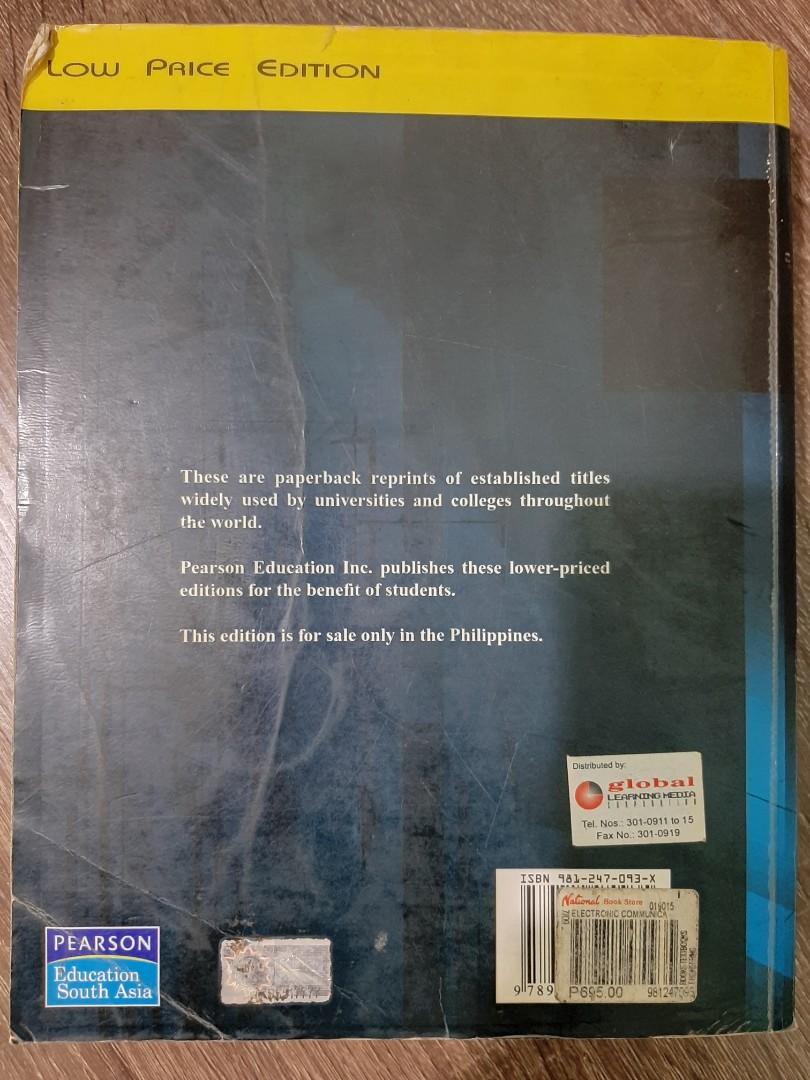 LOW PRICE EDITION
These are paperback reprints of established titles
widely used by universities and colleges throughout
the world.
Pearson Education Inc. publishes these lower-priced
editions for the benefit of students.
This edition is for sale only in the Philippines.
Distributed by:
global
LEARNING MEDIA
CORPORATION
Tel. Nos.: 301-0911 to 15
Fax No.: 301-0919
ISBN 981-247-093-X
National Book Store
ELECTRONIC COMMUNICA
9 789
P695.00
PEARSON
Education
South Asia